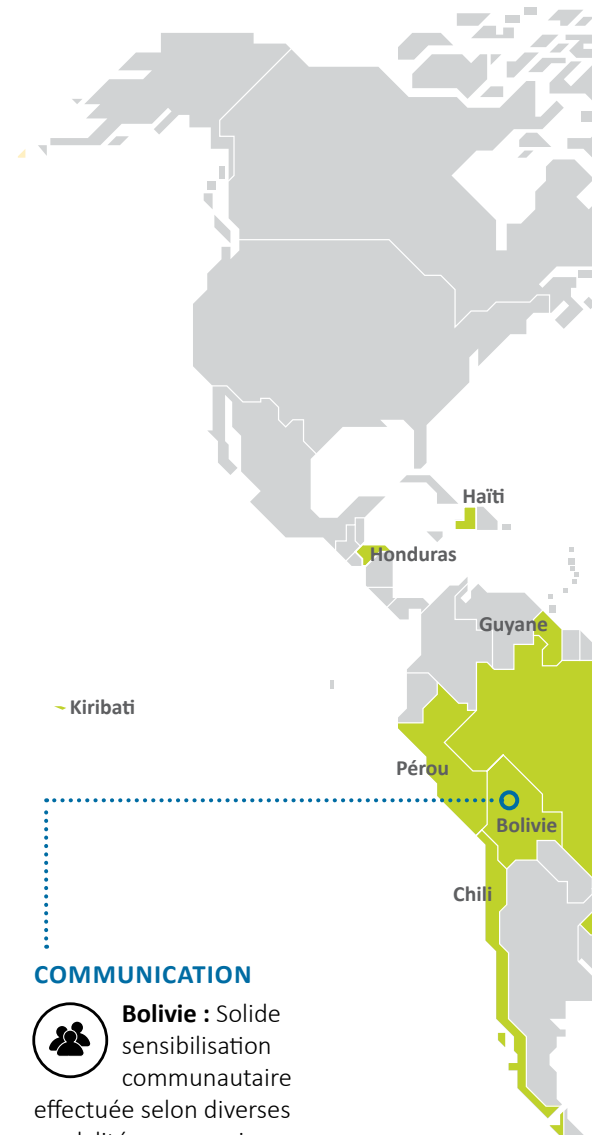 Haïti
Honduras
Guyane
Kiribati
Pérou
Bolivie
Chili
COMMUNICATION
Bolivie : Solide
sensibilisation
communautaire
effectuée selon diverses